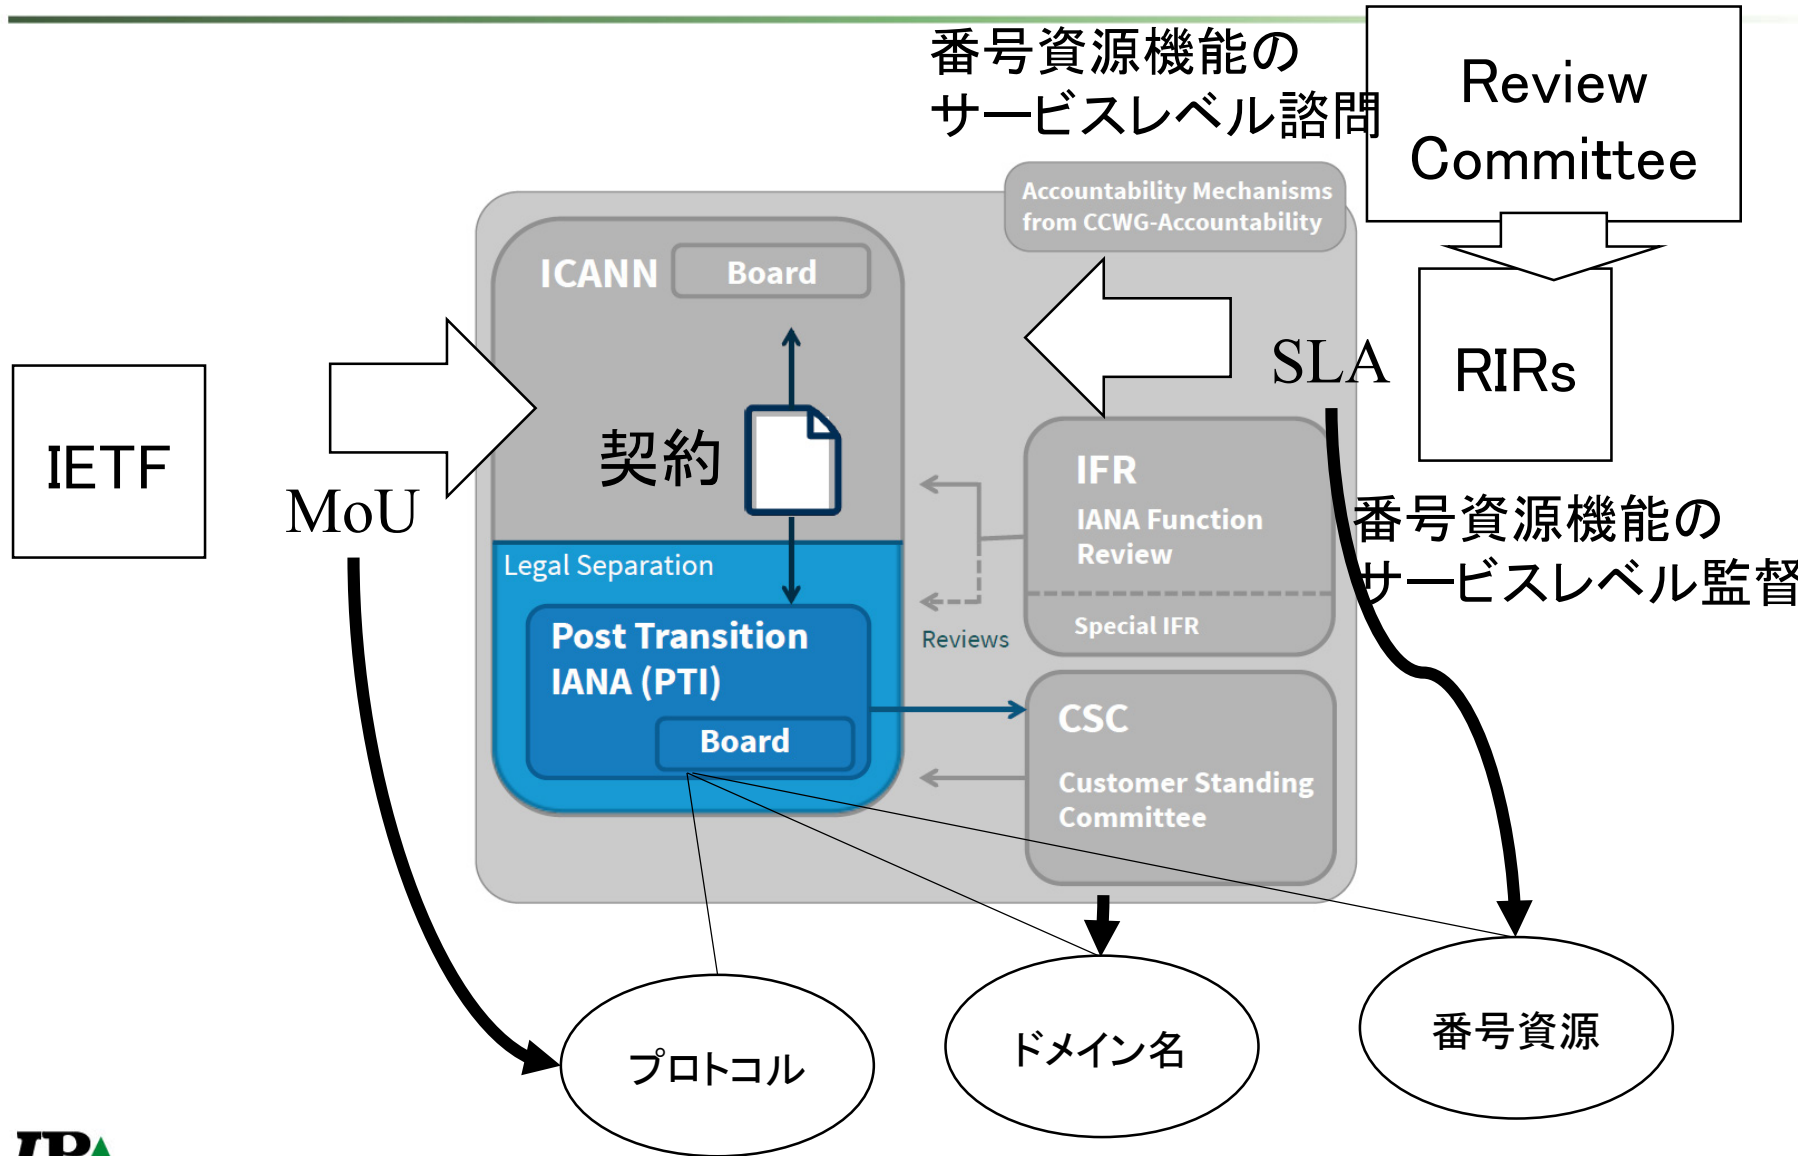 番号資源機能の
サービスレベル諮問
Review
Committee
Accountability Mechanisms
from CCWG-Accountability
ICANN
Board
SLA
RIRs
IETF
MoU
契約
IFR
IANA Function
Review
Special IFR
番号資源機能の
サービスレベル監督
Legal Separation
Post Transition
IANA (PTI)
Board
Reviews
CSC
Customer Standing
Committee
プロトコル
ドメイン名
番号資源